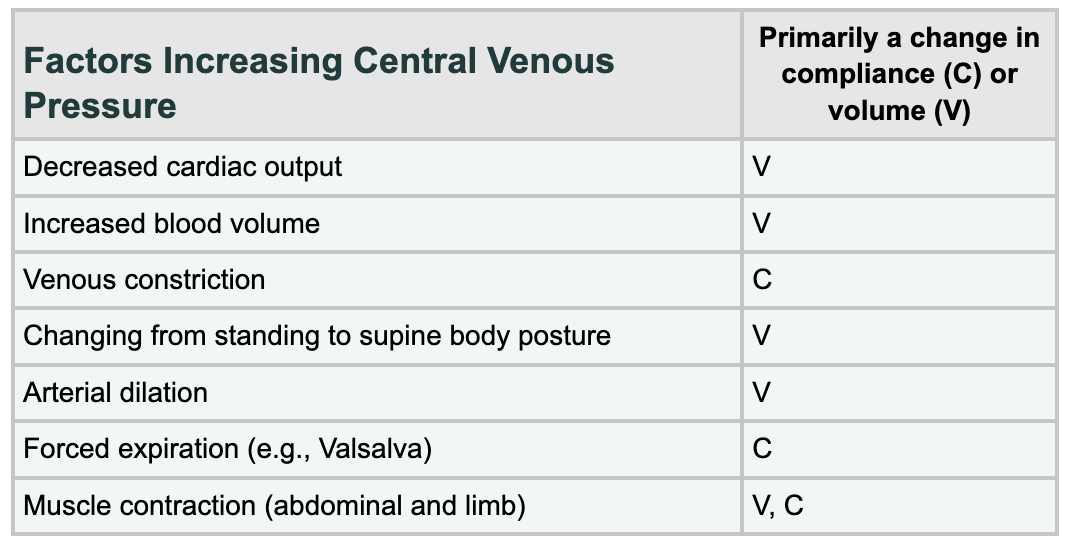 Factors Increasing Central Venous
Pressure
Primarily a change in
compliance (C) or
volume (V)
Decreased cardiac output V
Increased blood volume V
Venous constriction C
Changing from standing to supine body posture V
Arterial dilation V
Forced expiration (e.g., Valsalva) C
Muscle contraction (abdominal and limb) V, C